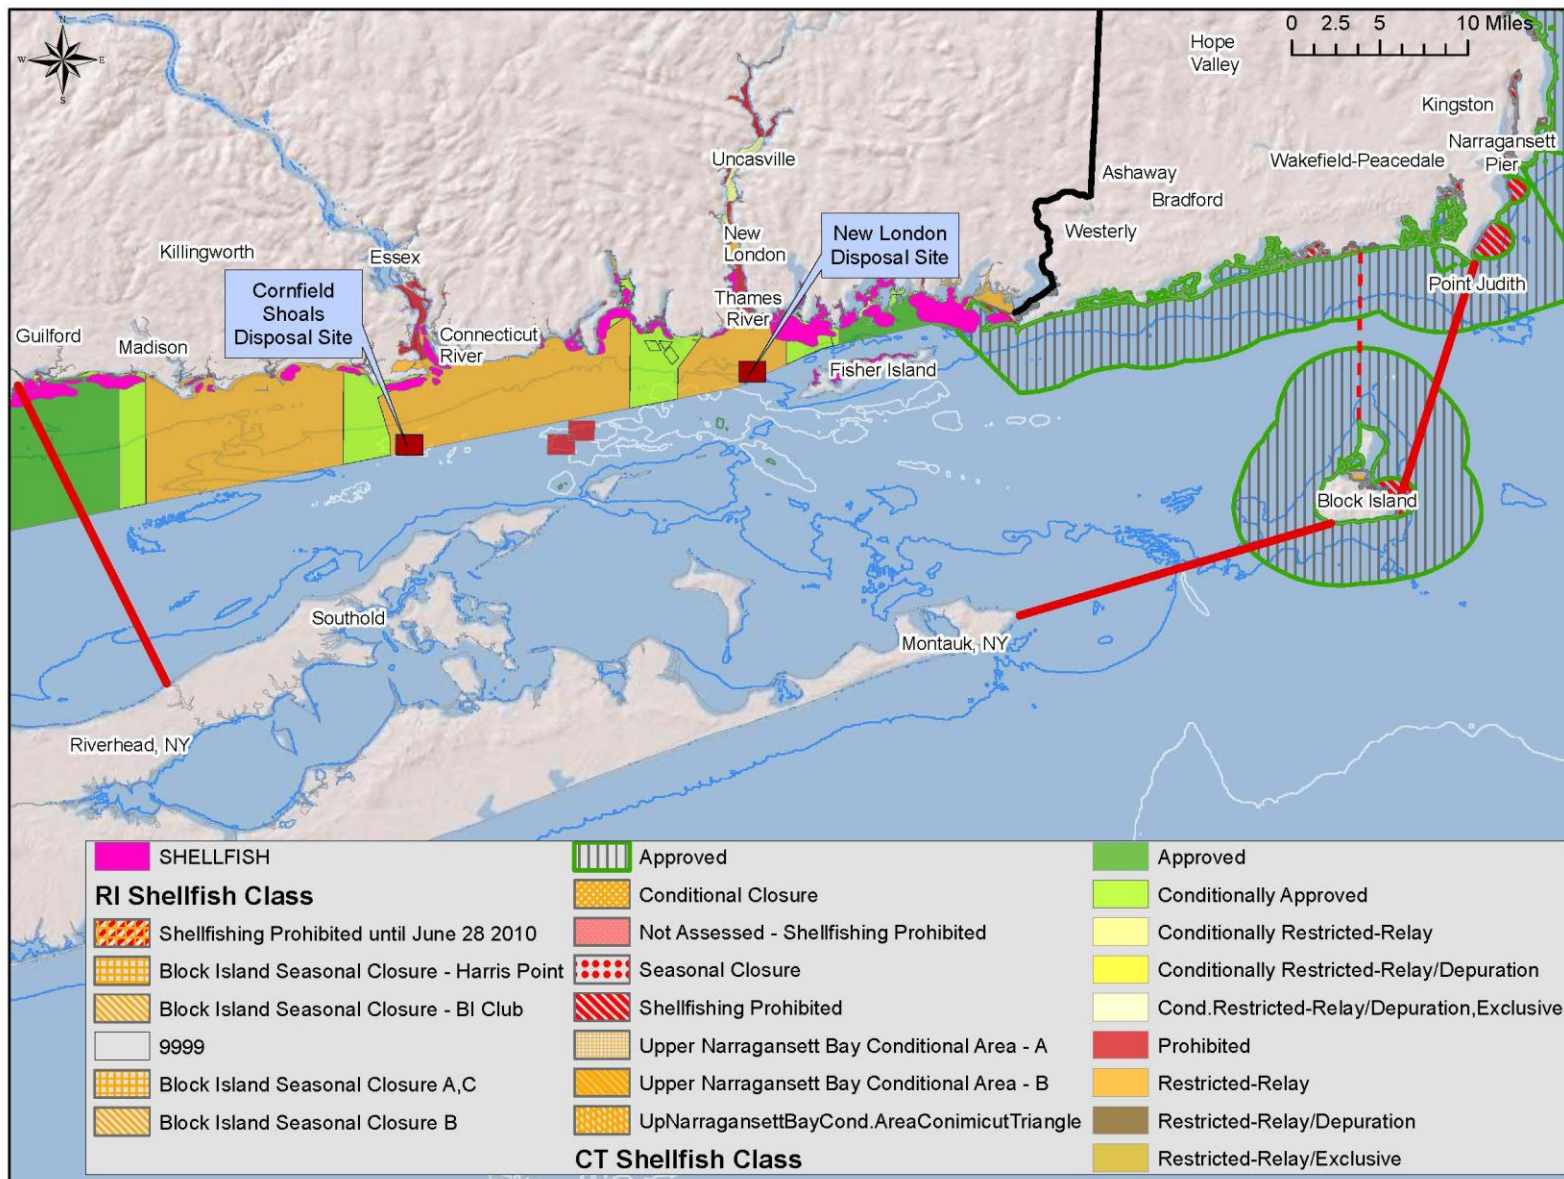 N
W
E
S
0 2.5 5 10 Miles
Hope
Valley
Kingston
Narragansett
Pier
Wakefield-Peacedale
Uncasville
Ashaway
Bradford
Westerly
New
London
New London
Disposal Site
Killingworth
Essex
Cornfield
Shoals
Disposal Site
Thames
River
Point Judith
Guilford
Madison
Connecticut
River
Fisher Island
Block Island
Southold
Montauk, NY
Riverhead, NY
SHELLFISH
RI Shellfish Class
Shellfishing Prohibited until June 28 2010
Block Island Seasonal Closure - Harris Point
Block Island Seasonal Closure - BI Club
9999
Block Island Seasonal Closure A,C
Block Island Seasonal Closure B
Approved
Conditional Closure
Not Assessed - Shellfishing Prohibited
Seasonal Closure
Shellfishing Prohibited
Upper Narragansett Bay Conditional Area - A
Upper Narragansett Bay Conditional Area - B
UpNarragansettBayCond.AreaConimicutTriangle
CT Shellfish Class
Approved
Conditionally Approved
Conditionally Restricted-Relay
Conditionally Restricted-Relay/Depuration
Cond.Restricted-Relay/Depuration,Exclusive
Prohibited
Restricted-Relay
Restricted-Relay/Depuration
Restricted-Relay/Exclusive